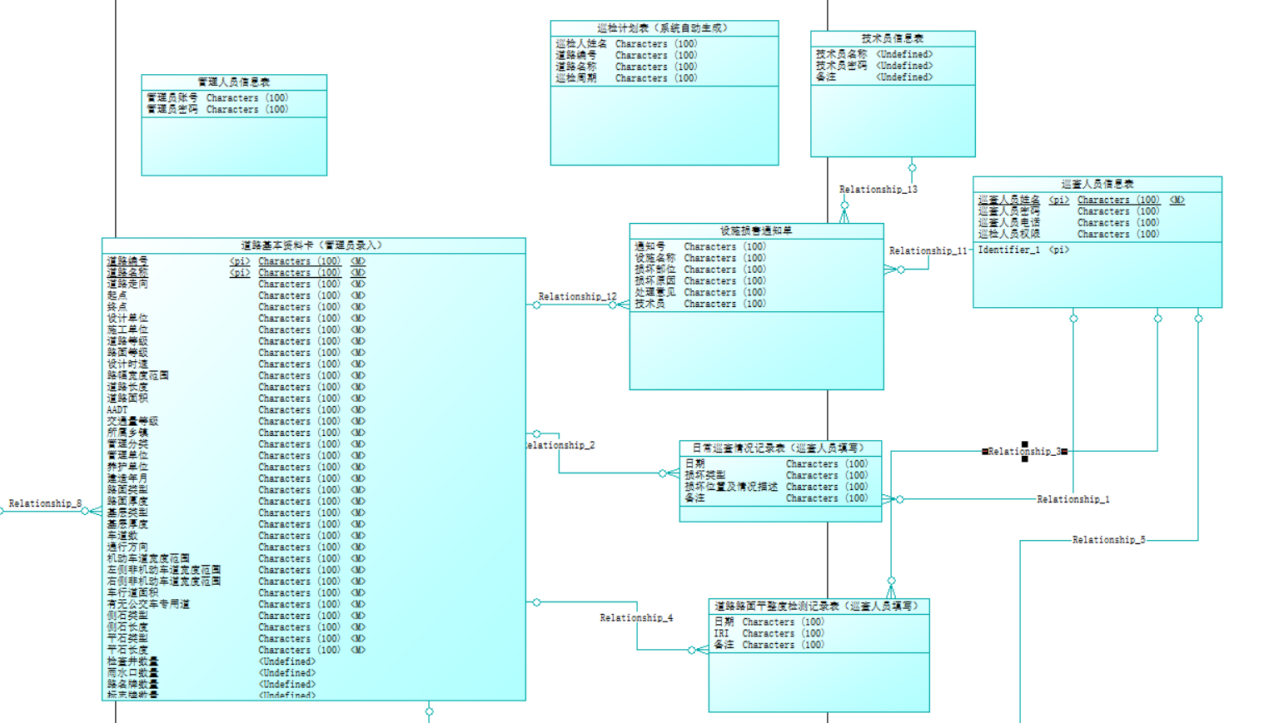 巡检计划表（系统自动生成）
巡检人姓名 Characters (100)
道路编号 Characters (100)
道路名称 Characters (100)
巡检周期 Characters (100)
技术员信息表
技术员名称 <Undefined>
技术员密码 <Undefined>
备注 <Undefined>
管理人员信息表
管理员账号 Characters (100)
管理员密码 Characters (100)
Relationship_13
巡查人员信息表
巡查人员姓名 <pi> Characters (100) <M>
巡查人员密码 Characters (100)
巡查人员电话 Characters (100)
巡检人员权限 Characters (100)
Identifier_1 <pi>
设施损害通知单
通知号 Characters (100)
设施名称 Characters (100)
损坏部位 Characters (100)
损坏原因 Characters (100)
处理意见 Characters (100)
技术员 Characters (100)
Relationship_11
Relationship_12
道路基本资料卡（管理员录入）
道路编号 <pi> Characters (100) <M>
道路名称 <pi> Characters (100) <M>
道路走向 Characters (100) <M>
起点 Characters (100) <M>
终点 Characters (100) <M>
设计单位 Characters (100) <M>
施工单位 Characters (100) <M>
道路等级 Characters (100) <M>
路面等级 Characters (100) <M>
设计时速 Characters (100) <M>
路幅宽度范围 Characters (100) <M>
道路长度 Characters (100) <M>
道路面积 Characters (100) <M>
AADT Characters (100) <M>
交通量等级 Characters (100) <M>
所属乡镇 Characters (100) <M>
管理分类 Characters (100) <M>
管理单位 Characters (100) <M>
养护单位 Characters (100) <M>
建造年月 Characters (100) <M>
路面类型 Characters (100) <M>
路面厚度 Characters (100) <M>
基层类型 Characters (100) <M>
基层厚度 Characters (100) <M>
车道数 Characters (100) <M>
通行方向 Characters (100) <M>
机动车道宽度范围 Characters (100) <M>
左侧非机动车道宽度范围 Characters (100) <M>
右侧非机动车道宽度范围 Characters (100) <M>
车行道面积 Characters (100) <M>
有无公交车专用道 Characters (100) <M>
侧石类型 Characters (100) <M>
侧石长度 Characters (100) <M>
平石类型 Characters (100) <M>
平石长度 Characters (100) <M>
检查井数量 <Undefined>
雨水口数量 <Undefined>
路名牌数量 <Undefined>
标志牌数量 <Undefined>
Relationship_2
日常巡查情况记录表（巡查人员填写）
日期 Characters (100)
损坏类型 Characters (100)
损坏位置及情况描述 Characters (100)
备注 Characters (100)
Relationship_3
Relationship_1
Relationship_8
Relationship_5
道路路面平整度检测记录表（巡查人员填写）
日期 Characters (100)
IRI Characters (100)
备注 Characters (100)
Relationship_4